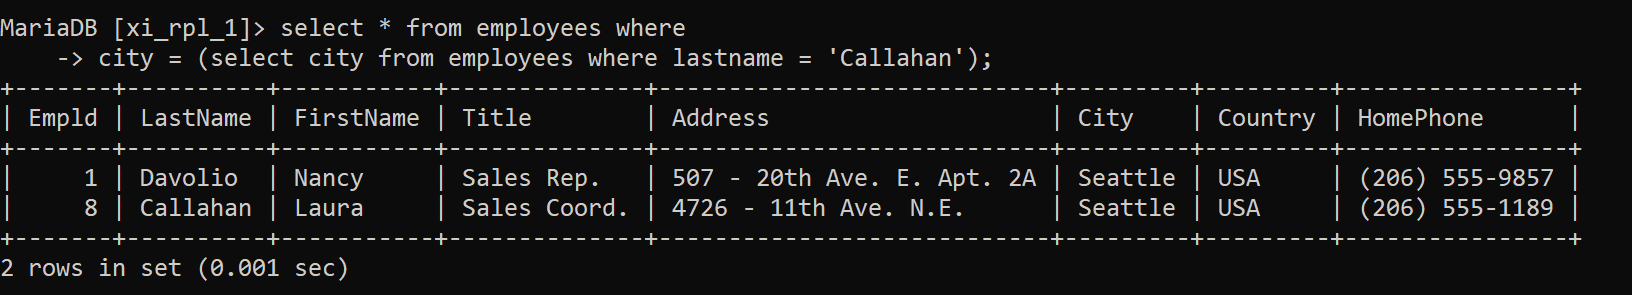 MariaDB [xi_rpl_1]> select * from employees where
    -> city = (select city from employees where lastname = 'Callahan');
+-------+----------+-----------+--------------+----------------------------+---------+---------+----------------+
| Empld | LastName | FirstName | Title        | Address                    | City    | Country | HomePhone      |
+-------+----------+-----------+--------------+----------------------------+---------+---------+----------------+
|     1 | Davolio  | Nancy     | Sales Rep.   | 507 - 20th Ave. E. Apt. 2A | Seattle | USA     | (206) 555-9857 |
|     8 | Callahan | Laura     | Sales Coord. | 4726 - 11th Ave. N.E.      | Seattle | USA     | (206) 555-1189 |
+-------+----------+-----------+--------------+----------------------------+---------+---------+----------------+
2 rows in set (0.001 sec)